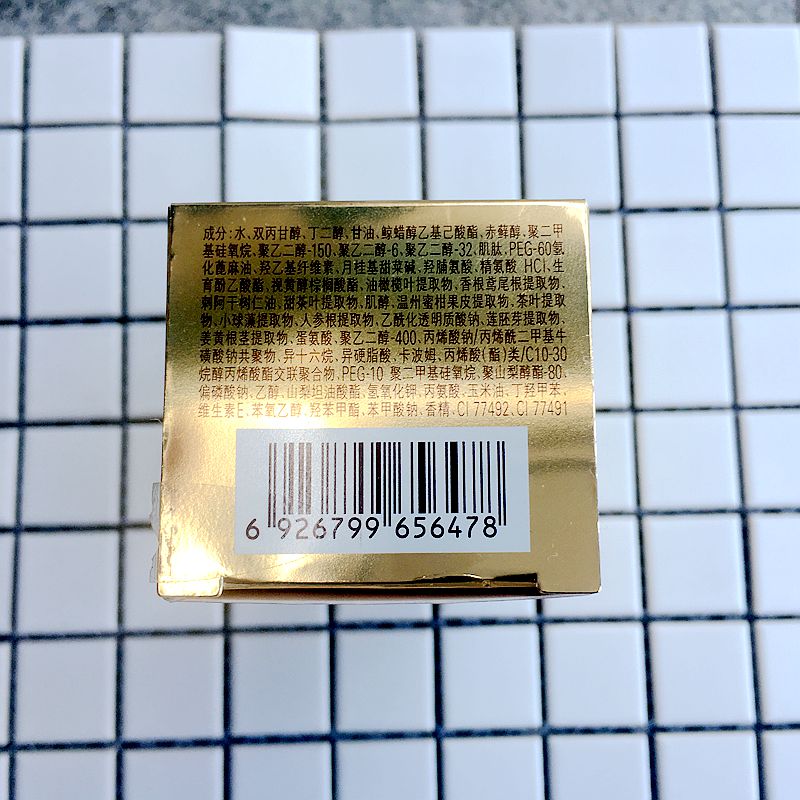 成分:水、双丙甘醇、丁二醇、甘油、鲸蜡醇乙基己酸酯、赤藓醇、聚二甲
基硅氧烷、聚乙二醇-150、聚乙二醇-6、聚乙二醇-32、肌肽、PEG-60氢
化蓖麻油、羟乙基纤维素、月桂基甜菜碱、羟脯氨酸、精氨酸 HCl、生
育酚乙酸酯、视黄醇棕榈酸酯、油橄榄叶提取物、香根鸢尾根提取物、
刺阿干树仁油、甜茶叶提取物、肌醇、温州蜜柑果皮提取物、茶叶提取
物、小球藻提取物、人参根提取物、乙酰化透明质酸钠、莲胚芽提取物、
姜黄根茎提取物、蛋氨酸、聚乙二醇-400、丙烯酸钠/丙烯酰二甲基牛
磺酸钠共聚物、异十六烷、异硬脂酸、卡波姆、丙烯酸(酯)类/C10-30
烷醇丙烯酸酯交联聚合物、PEG-10 聚二甲基硅氧烷、聚山梨醇酯-80、
偏磷酸钠、乙醇、山梨坦油酸酯、氢氧化钾、丙氨酸、玉米油、丁羟甲苯、
维生素E、苯氧乙醇、羟苯甲酯、苯甲酸钠、香精、CI 77492、CI 77491
6 926799 656478